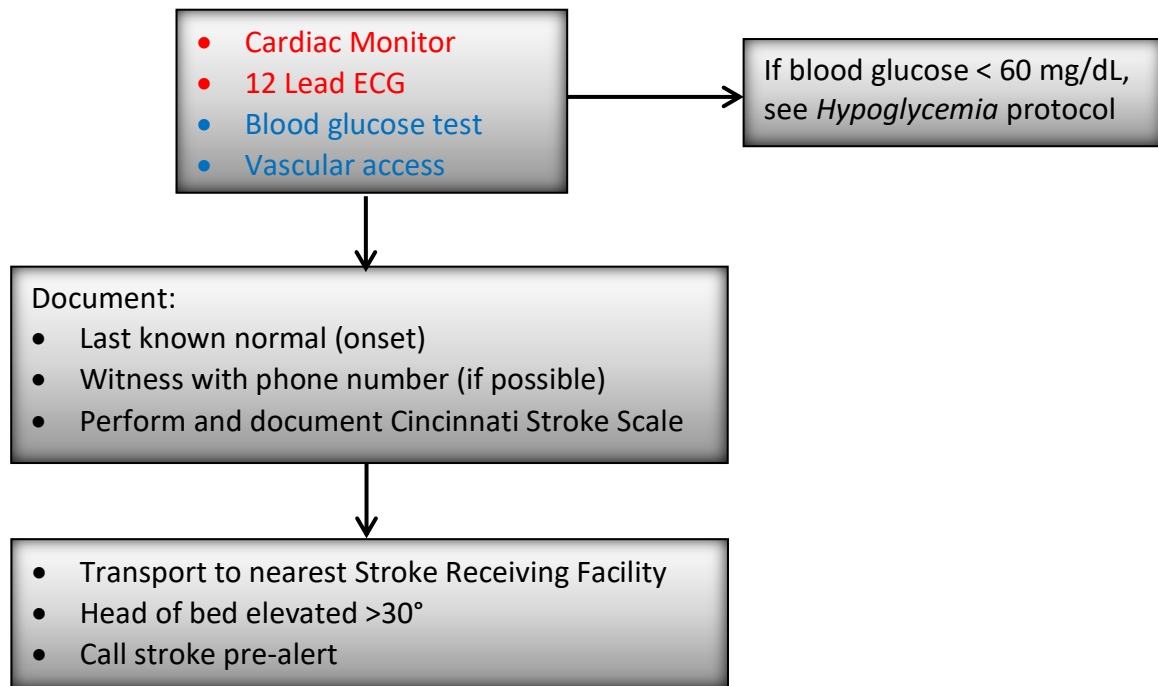 • Cardiac Monitor
• 12 Lead ECG
• Blood glucose test
• Vascular access
If blood glucose < 60 mg/dL,
see Hypoglycemia protocol
Document:
• Last known normal (onset)
• Witness with phone number (if possible)
• Perform and document Cincinnati Stroke Scale
• Transport to nearest Stroke Receiving Facility
• Head of bed elevated >30°
• Call stroke pre-alert